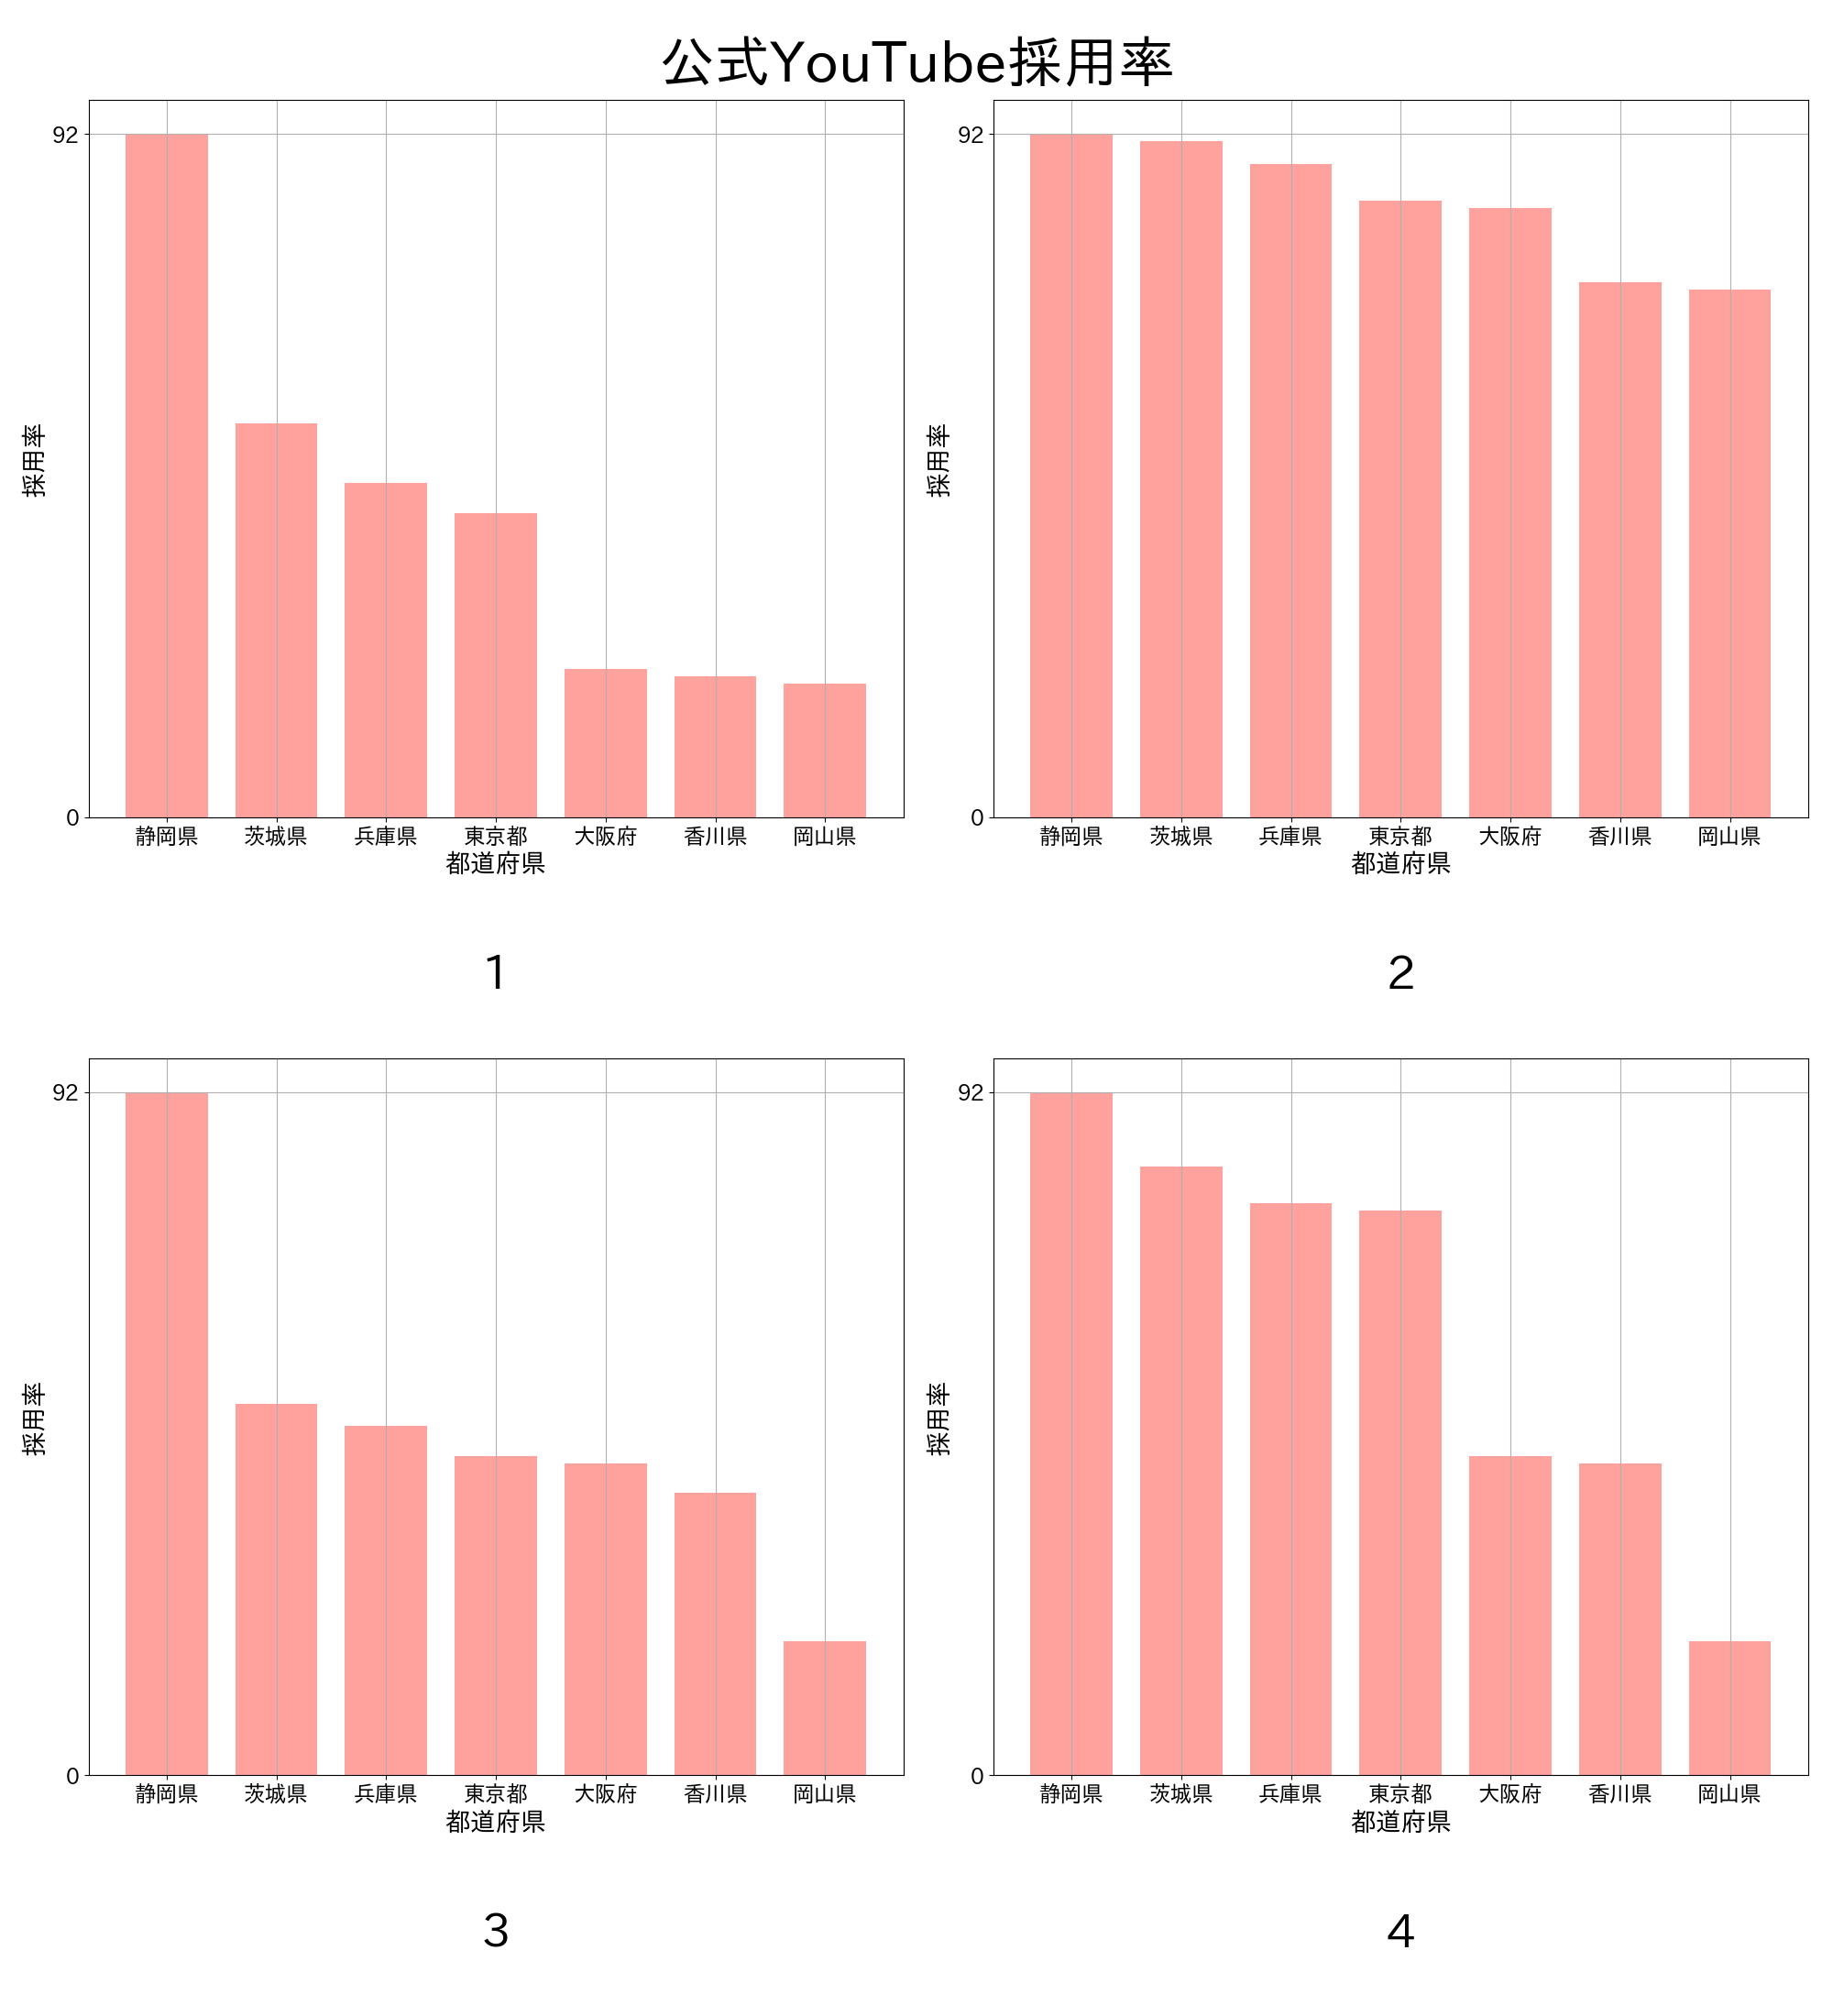 公式YouTube採用率
92
採用率
0
静岡県 茨城県 兵庫県 東京都 大阪府 香川県 岡山県
都道府県
1
92
採用率
0
静岡県 茨城県 兵庫県 東京都 大阪府 香川県 岡山県
都道府県
2
92
採用率
0
静岡県 茨城県 兵庫県 東京都 大阪府 香川県 岡山県
都道府県
3
92
採用率
0
静岡県 茨城県 兵庫県 東京都 大阪府 香川県 岡山県
都道府県
4